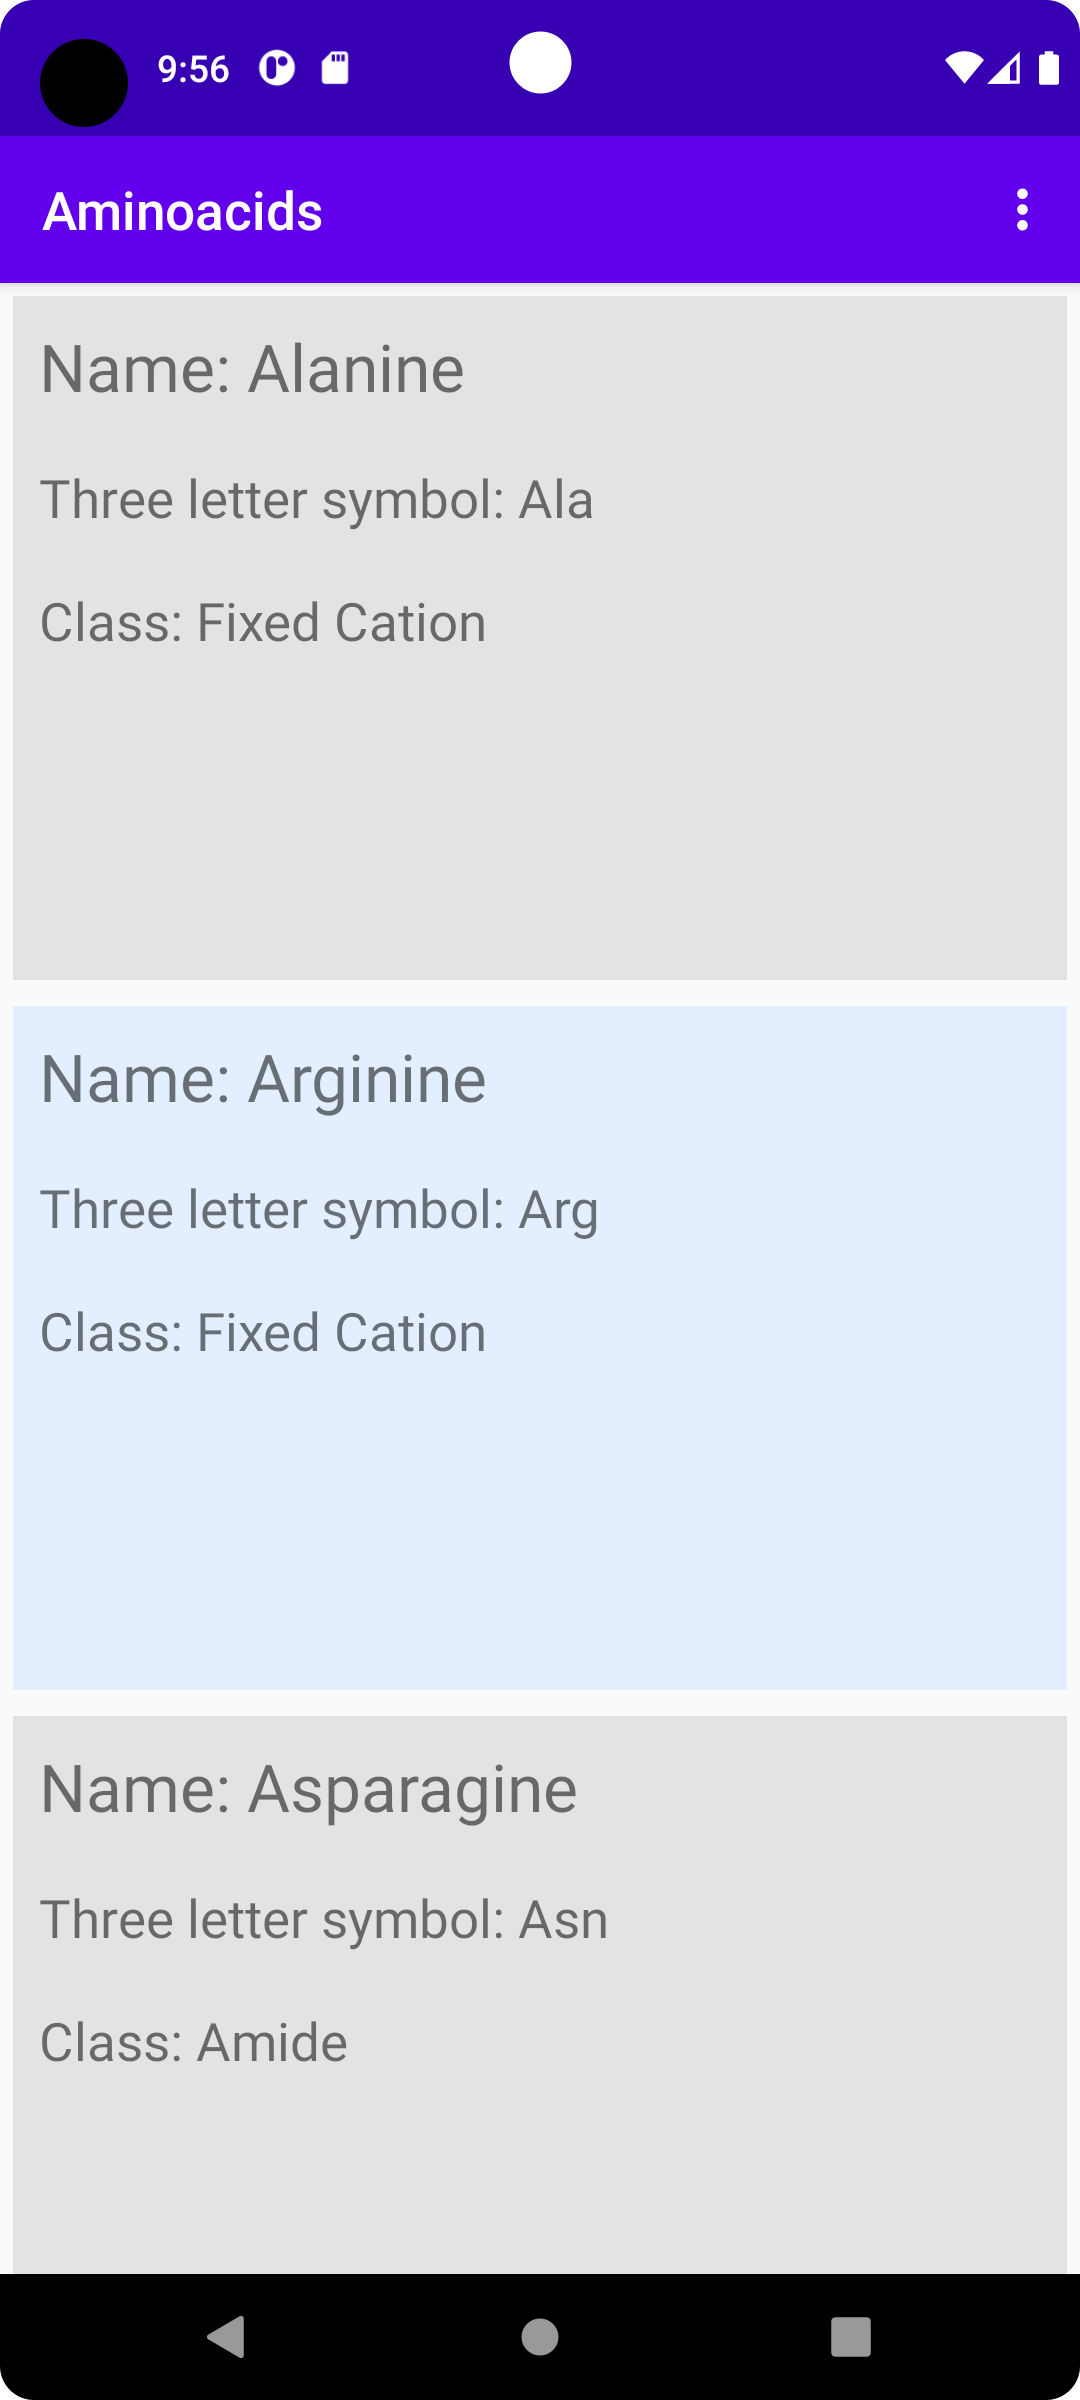 9:56
Aminoacids
Name: Alanine
Three letter symbol: Ala
Class: Fixed Cation
Name: Arginine
Three letter symbol: Arg
Class: Fixed Cation
Name: Asparagine
Three letter symbol: Asn
Class: Amide